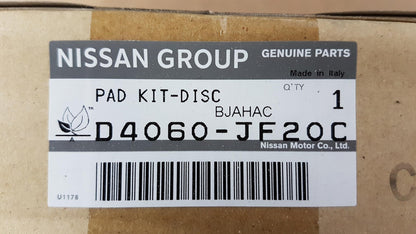 NISSAN GROUP
GENUINE PARTS
Made in Italy
PAD KIT-DISC
Q'TY
1
BJAHAC
TM
D4060-JF20C
Nissan Motor Co., Ltd.
U1178
C